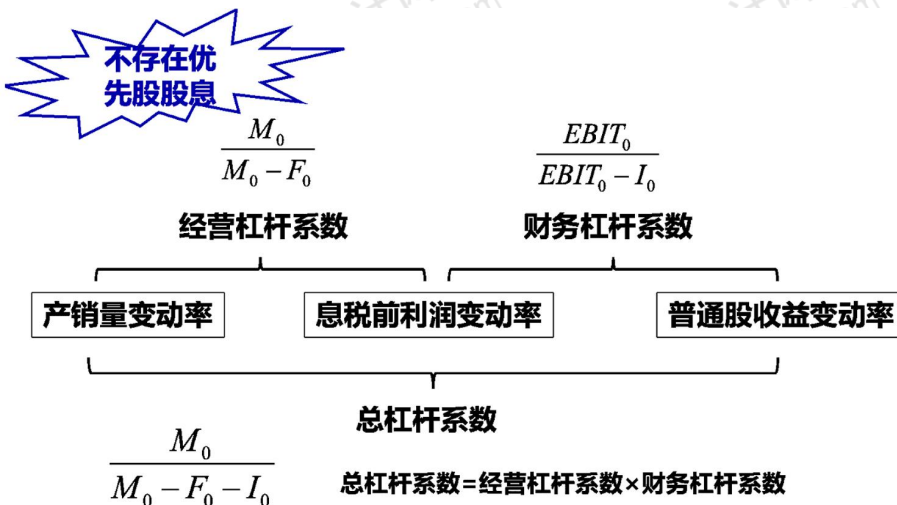 不存在优
先股股息
M₀
M₀ − F₀
EBIT₀
EBIT₀ − I₀
经营杠杆系数
财务杠杆系数
产销量变动率
息税前利润变动率
普通股收益变动率
总杠杆系数
M₀
M₀ − F₀ − I₀
总杠杆系数=经营杠杆系数×财务杠杆系数